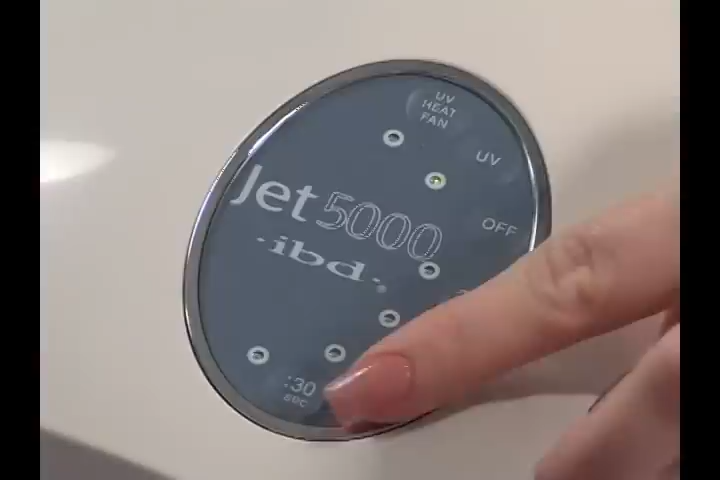 UV
HEAT
FAN
UV
OFF
Jet 5000
·ibd·
:30
SEC